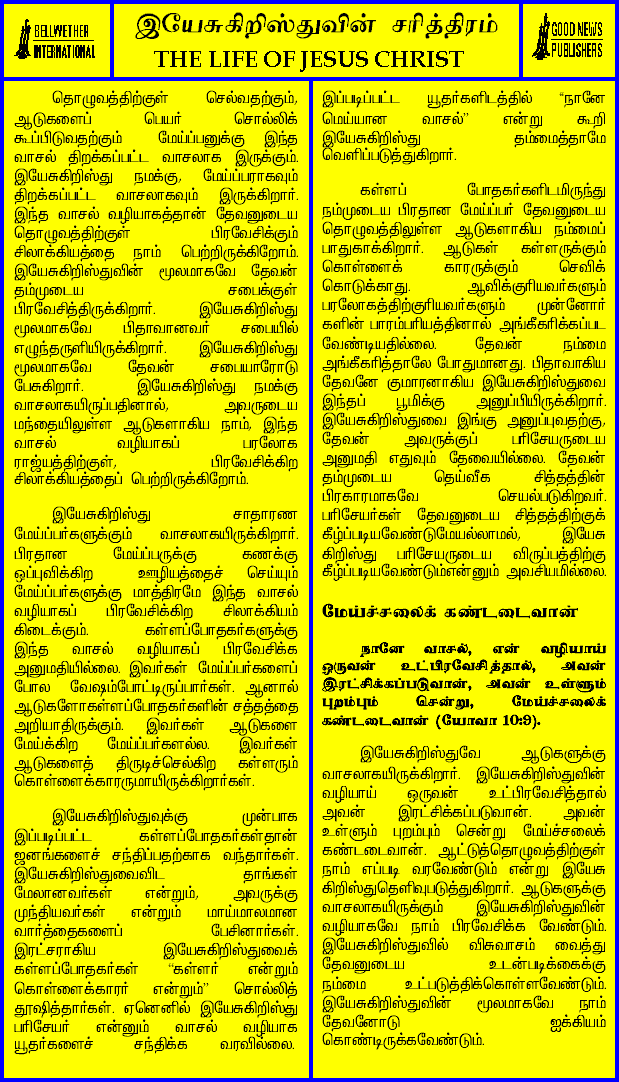 BELLWETHER
INTERNATIONAL
இயேசுகிறிஸ்துவின் சரித்திரம்
THE LIFE OF JESUS CHRIST
GOOD NEWS
PUBLISHERS
தொழுவத்திற்குள் செல்வதற்கும்,
ஆடுகளைப் பெயர் சொல்லிக்
கூப்பிடுவதற்கும் மேய்ப்பனுக்கு இந்த
வாசல் திறக்கப்பட்ட வாசலாக இருக்கும்.
இயேசுகிறிஸ்து நமக்கு, மேய்ப்பராகவும்
திறக்கப்பட்ட வாசலாகவும் இருக்கிறார்.
இந்த வாசல் வழியாகத்தான் தேவனுடைய
தொழுவத்திற்குள் பிரவேசிக்கும்
சிலாக்கியத்தை நாம் பெற்றிருக்கிறோம்.
இயேசுகிறிஸ்துவின் மூலமாகவே தேவன்
தம்முடைய சபைக்குள்
பிரவேசித்திருக்கிறார். இயேசுகிறிஸ்து
மூலமாகவே பிதாவானவர் சபையில்
எழுந்தருளியிருக்கிறார். இயேசுகிறிஸ்து
மூலமாகவே தேவன் சபையாரோடு
பேசுகிறார். இயேசுகிறிஸ்து நமக்கு
வாசலாகயிருப்பதினால், அவருடைய
மந்தையிலுள்ள ஆடுகளாகிய நாம், இந்த
வாசல் வழியாகப் பரலோக
ராஜ்யத்திற்குள், பிரவேசிக்கிற
சிலாக்கியத்தைப் பெற்றிருக்கிறோம்.
இயேசுகிறிஸ்து சாதாரண
மேய்ப்பர்களுக்கும் வாசலாகயிருக்கிறார்.
பிரதான மேய்ப்பருக்கு கணக்கு
ஒப்புவிக்கிற ஊழியத்தைச் செய்யும்
மேய்ப்பர்களுக்கு மாத்திரமே இந்த வாசல்
வழியாகப் பிரவேசிக்கிற சிலாக்கியம்
கிடைக்கும். கள்ளப்போதகர்களுக்கு
இந்த வாசல் வழியாகப் பிரவேசிக்க
அனுமதியில்லை. இவர்கள் மேய்ப்பர்களைப்
போல வேஷம்போட்டிருப்பார்கள். ஆனால்
ஆடுகளோகள்ளப்போதகர்களின் சத்தத்தை
அறியாதிருக்கும். இவர்கள் ஆடுகளை
மேய்க்கிற மேய்ப்பர்களல்ல. இவர்கள்
ஆடுகளைத் திருடிச்செல்கிற கள்ளரும்
கொள்ளைக்காரருமாயிருக்கிறார்கள்.
இயேசுகிறிஸ்துவுக்கு முன்பாக
இப்படிப்பட்ட கள்ளப்போதகர்கள்தான்
ஜனங்களைச் சந்திப்பதற்காக வந்தார்கள்.
இயேசுகிறிஸ்துவைவிட தாங்கள்
மேலானவர்கள் என்றும், அவருக்கு
முந்தியவர்கள் என்றும் மாய்மாலமான
வார்த்தைகளைப் பேசினார்கள்.
இரட்சராகிய இயேசுகிறிஸ்துவைக்
கள்ளப்போதகர்கள் “கள்ளர் என்றும்
கொள்ளைக்காரர் என்றும்” சொல்லித்
தூஷித்தார்கள். ஏனெனில் இயேசுகிறிஸ்து
பரிசேயர் என்னும் வாசல் வழியாக
யூதர்களைச் சந்திக்க வரவில்லை.
இப்படிப்பட்ட யூதர்களிடத்தில் “நானே
மெய்யான வாசல்” என்று கூறி
இயேசுகிறிஸ்து தம்மைத்தாமே
வெளிப்படுத்துகிறார்.
கள்ளப் போதகர்களிடமிருந்து
நம்முடைய பிரதான மேய்ப்பர் தேவனுடைய
தொழுவத்திலுள்ள ஆடுகளாகிய நம்மைப்
பாதுகாக்கிறார். ஆடுகள் கள்ளருக்கும்
கொள்ளைக் காரருக்கும் செவிக்
கொடுக்காது. ஆவிக்குரியவர்களும்
பரலோகத்திற்குரியவர்களும் முன்னோர்
களின் பாரம்பரியத்தினால் அங்கீகரிக்கப்பட
வேண்டியதில்லை. தேவன் நம்மை
அங்கீகரித்தாலே போதுமானது. பிதாவாகிய
தேவனே குமாரனாகிய இயேசுகிறிஸ்துவை
இந்தப் பூமிக்கு அனுப்பியிருக்கிறார்.
இயேசுகிறிஸ்துவை இங்கு அனுப்புவதற்கு,
தேவன் அவருக்குப் பரிசேயருடைய
அனுமதி எதுவும் தேவையில்லை. தேவன்
தம்முடைய தெய்வீக சித்தத்தின்
பிரகாரமாகவே செயல்படுகிறவர்.
பரிசேயர்கள் தேவனுடைய சித்தத்திற்குக்
கீழ்ப்படியவேண்டுமேயல்லாமல், இயேசு
கிறிஸ்து பரிசேயருடைய விருப்பத்திற்கு
கீழ்ப்படியவேண்டும்என்னும் அவசியமில்லை.
மேய்ச்சலைக் கண்டடைவான்
நானே வாசல், என் வழியாய்
ஒருவன் உட்பிரவேசித்தால், அவன்
இரட்சிக்கப்படுவான், அவன் உள்ளும்
புறம்பும் சென்று, மேய்ச்சலைக்
கண்டடைவான் (யோவா 10:9).
இயேசுகிறிஸ்துவே ஆடுகளுக்கு
வாசலாகயிருக்கிறார். இயேசுகிறிஸ்துவின்
வழியாய் ஒருவன் உட்பிரவேசித்தால்
அவன் இரட்சிக்கப்படுவான். அவன்
உள்ளும் புறம்பும் சென்று மேய்ச்சலைக்
கண்டடைவான். ஆட்டுத்தொழுவத்திற்குள்
நாம் எப்படி வரவேண்டும் என்று இயேசு
கிறிஸ்துதெளிவுபடுத்துகிறார். ஆடுகளுக்கு
வாசலாகயிருக்கும் இயேசுகிறிஸ்துவின்
வழியாகவே நாம் பிரவேசிக்க வேண்டும்.
இயேசுகிறிஸ்துவில் விசுவாசம் வைத்து
தேவனுடைய உடன்படிக்கைக்கு
நம்மை உட்படுத்திக்கொள்ளவேண்டும்.
இயேசுகிறிஸ்துவின் மூலமாகவே நாம்
தேவனோடு ஐக்கியம்
கொண்டிருக்கவேண்டும்.